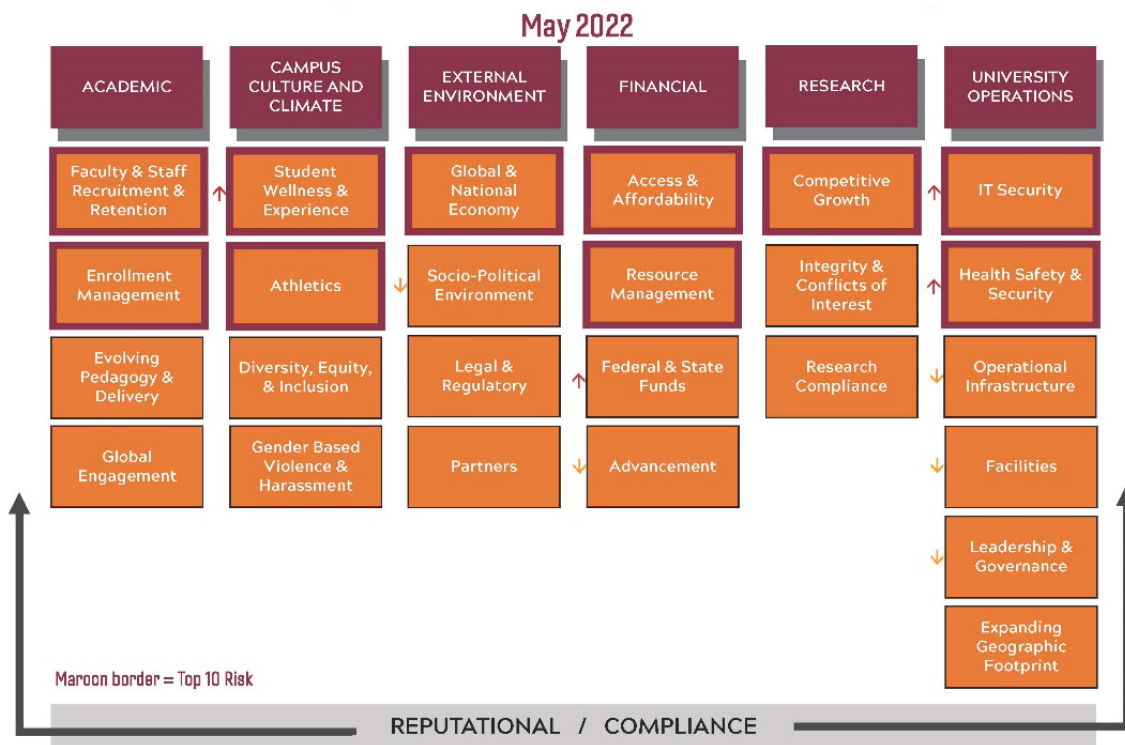 May 2022
ACADEMIC
CAMPUS
CULTURE AND
CLIMATE
EXTERNAL
ENVIRONMENT
FINANCIAL
RESEARCH
UNIVERSITY
OPERATIONS
Faculty & Staff
Recruitment &
Retention
↑
Student
Wellness &
Experience
Global &
National
Economy
Access &
Affordability
Competitive
Growth
↑
IT Security
Enrollment
Management
Athletics
↓
Socio-Political
Environment
Resource
Management
Integrity &
Conflicts of
Interest
↑
Health Safety &
Security
Evolving
Pedagogy &
Delivery
Diversity, Equity,
& Inclusion
Legal &
Regulatory
↑
Federal & State
Funds
Research
Compliance
↓
Operational
Infrastructure
Global
Engagement
Gender Based
Violence &
Harassment
Partners
↓
Advancement
↓
Facilities
↓
Leadership &
Governance
Expanding
Geographic
Footprint
Maroon border = Top 10 Risk
REPUTATIONAL / COMPLIANCE